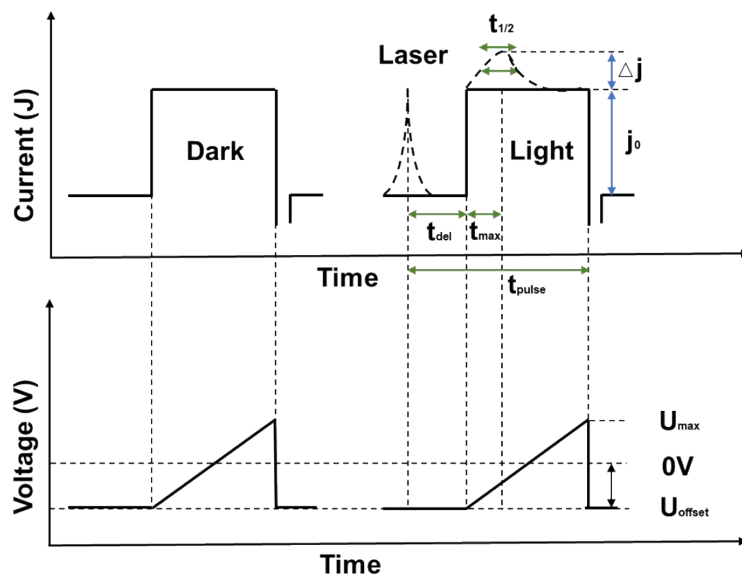 t1/2
Laser
△j
Current (J)
Dark
Light
j0
tdel
tmax
Time
tpulse
Voltage (V)
Umax
0V
Uoffset
Time